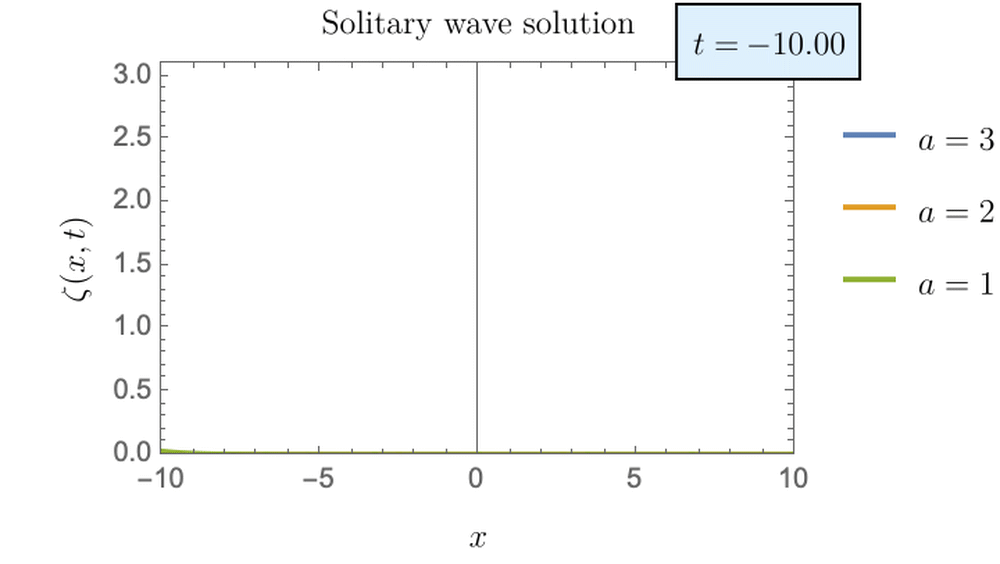 Solitary wave solution
t = −10.00
3.0
2.5
2.0
1.5
1.0
0.5
0.0
ζ(x, t)
−10
−5
0
5
10
x
a = 3
a = 2
a = 1